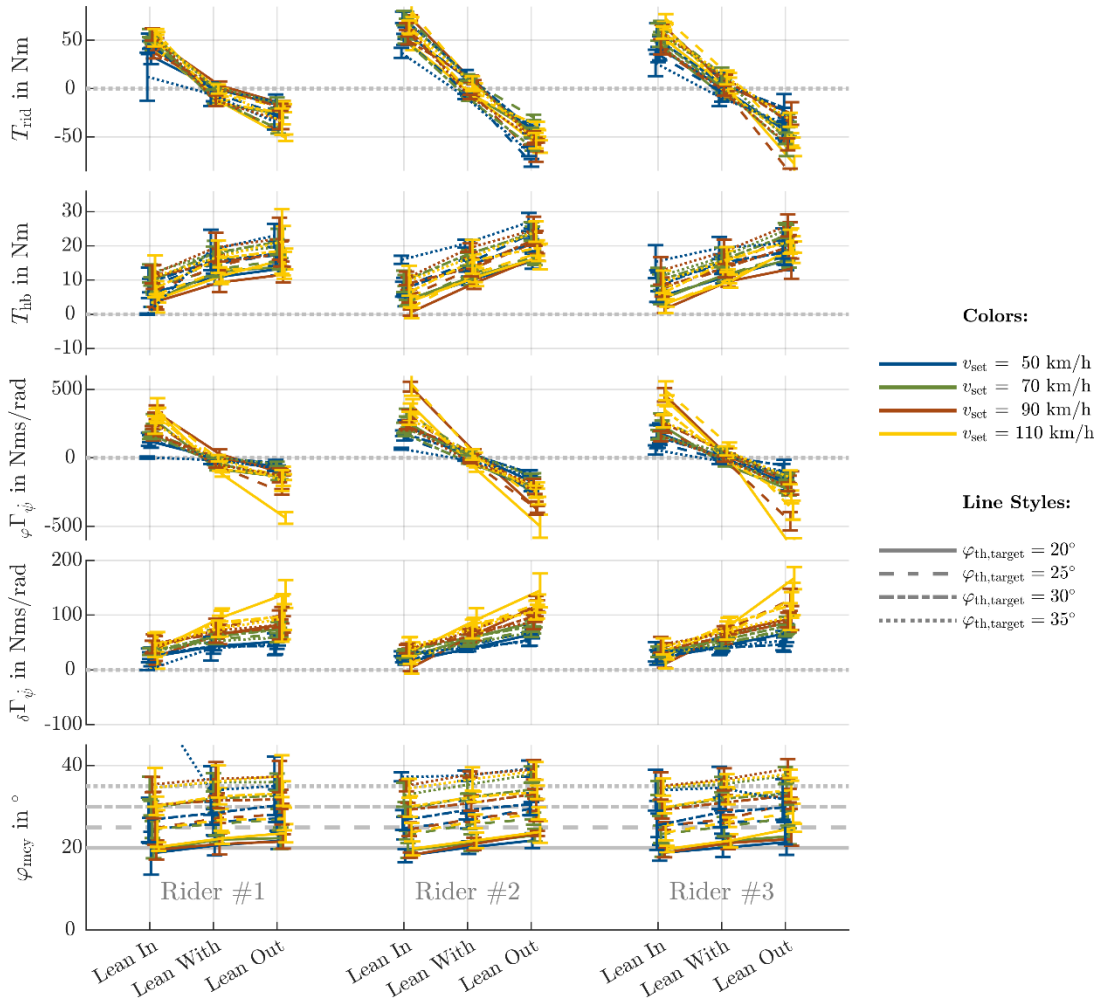 T_rid in Nm
50
0
-50
T_hb in Nm
30
20
10
0
-10
φΓ_ψ̇ in Nms/rad
500
0
-500
δΓ_ψ̇ in Nms/rad
200
100
0
-100
φ_mcy in °
40
20
0
Rider #1
Rider #2
Rider #3
Lean In
Lean With
Lean Out
Lean In
Lean With
Lean Out
Lean In
Lean With
Lean Out
Colors:
v_set = 50 km/h
v_set = 70 km/h
v_set = 90 km/h
v_set = 110 km/h
Line Styles:
φ_th,target = 20°
φ_th,target = 25°
φ_th,target = 30°
φ_th,target = 35°